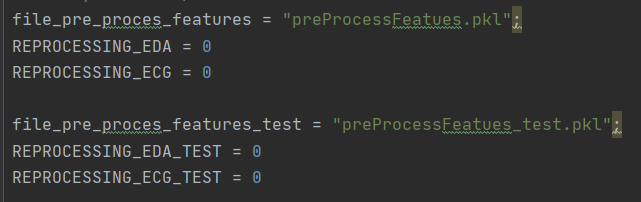 file_pre_proces_features = "preProcessFeatues.pkl";
REPROCESSING_EDA = 0
REPROCESSING_ECG = 0
file_pre_proces_features_test = "preProcessFeatues_test.pkl";
REPROCESSING_EDA_TEST = 0
REPROCESSING_ECG_TEST = 0